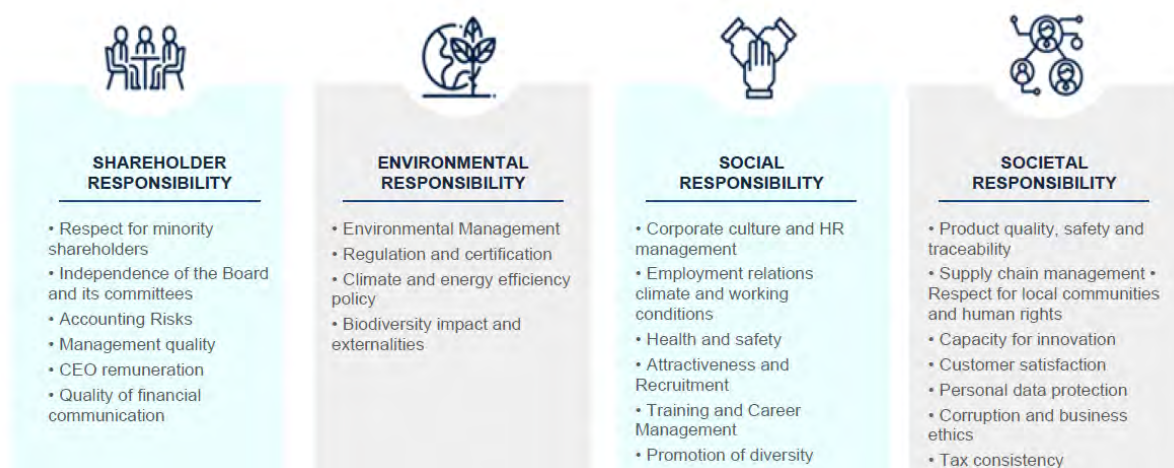 SHAREHOLDER
RESPONSIBILITY
• Respect for minority
shareholders
• Independence of the Board
and its committees
• Accounting Risks
• Management quality
• CEO remuneration
• Quality of financial
communication
ENVIRONMENTAL
RESPONSIBILITY
• Environmental Management
• Regulation and certification
• Climate and energy efficiency
policy
• Biodiversity impact and
externalities
SOCIAL
RESPONSIBILITY
• Corporate culture and HR
management
• Employment relations
climate and working
conditions
• Health and safety
• Attractiveness and
Recruitment
• Training and Career
Management
• Promotion of diversity
SOCIETAL
RESPONSIBILITY
• Product quality, safety and
traceability
• Supply chain management •
Respect for local communities
and human rights
• Capacity for innovation
• Customer satisfaction
• Personal data protection
• Corruption and business
ethics
• Tax consistency